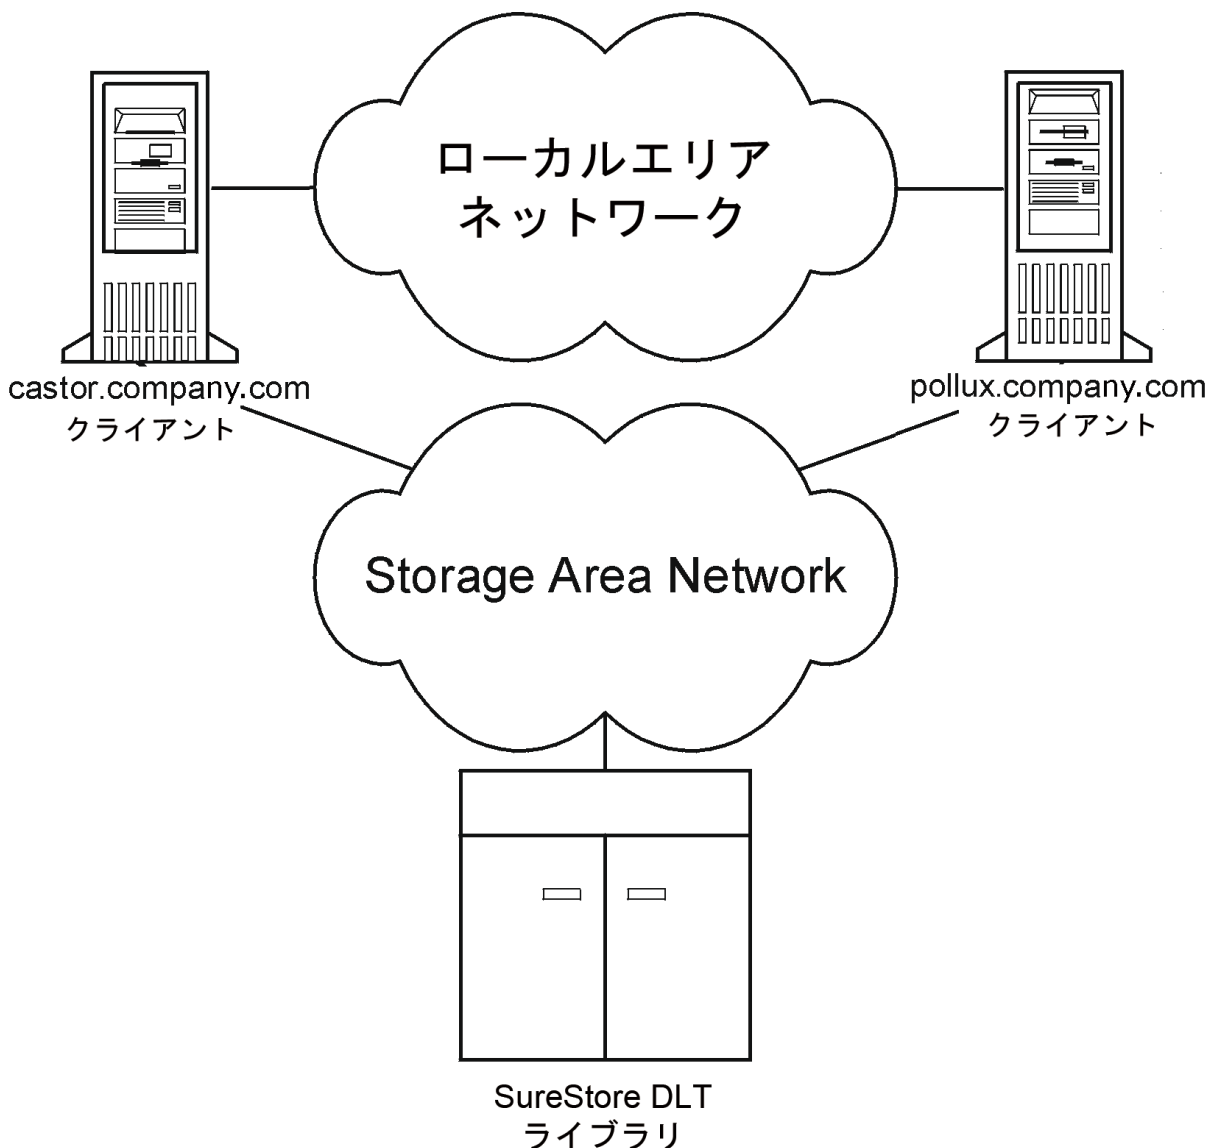 ローカルエリア
ネットワーク
castor.company.com
クライアント
pollux.company.com
クライアント
Storage Area Network
SureStore DLT
ライブラリ